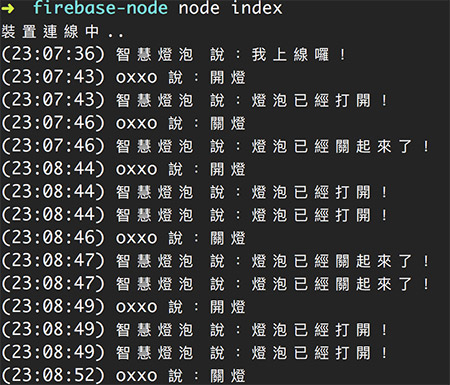 ➜ firebase-node node index
裝置連線中..
(23:07:36) 智慧燈泡 說：我上線囉！
(23:07:43) oxxo 說：開燈
(23:07:43) 智慧燈泡 說：燈泡已經打開！
(23:07:46) oxxo 說：關燈
(23:07:46) 智慧燈泡 說：燈泡已經關起來了！
(23:08:44) oxxo 說：開燈
(23:08:44) 智慧燈泡 說：燈泡已經打開！
(23:08:44) 智慧燈泡 說：燈泡已經打開！
(23:08:46) oxxo 說：關燈
(23:08:47) 智慧燈泡 說：燈泡已經關起來了！
(23:08:47) 智慧燈泡 說：燈泡已經關起來了！
(23:08:49) oxxo 說：開燈
(23:08:49) 智慧燈泡 說：燈泡已經打開！
(23:08:49) 智慧燈泡 說：燈泡已經打開！
(23:08:52) oxxo 說：關燈